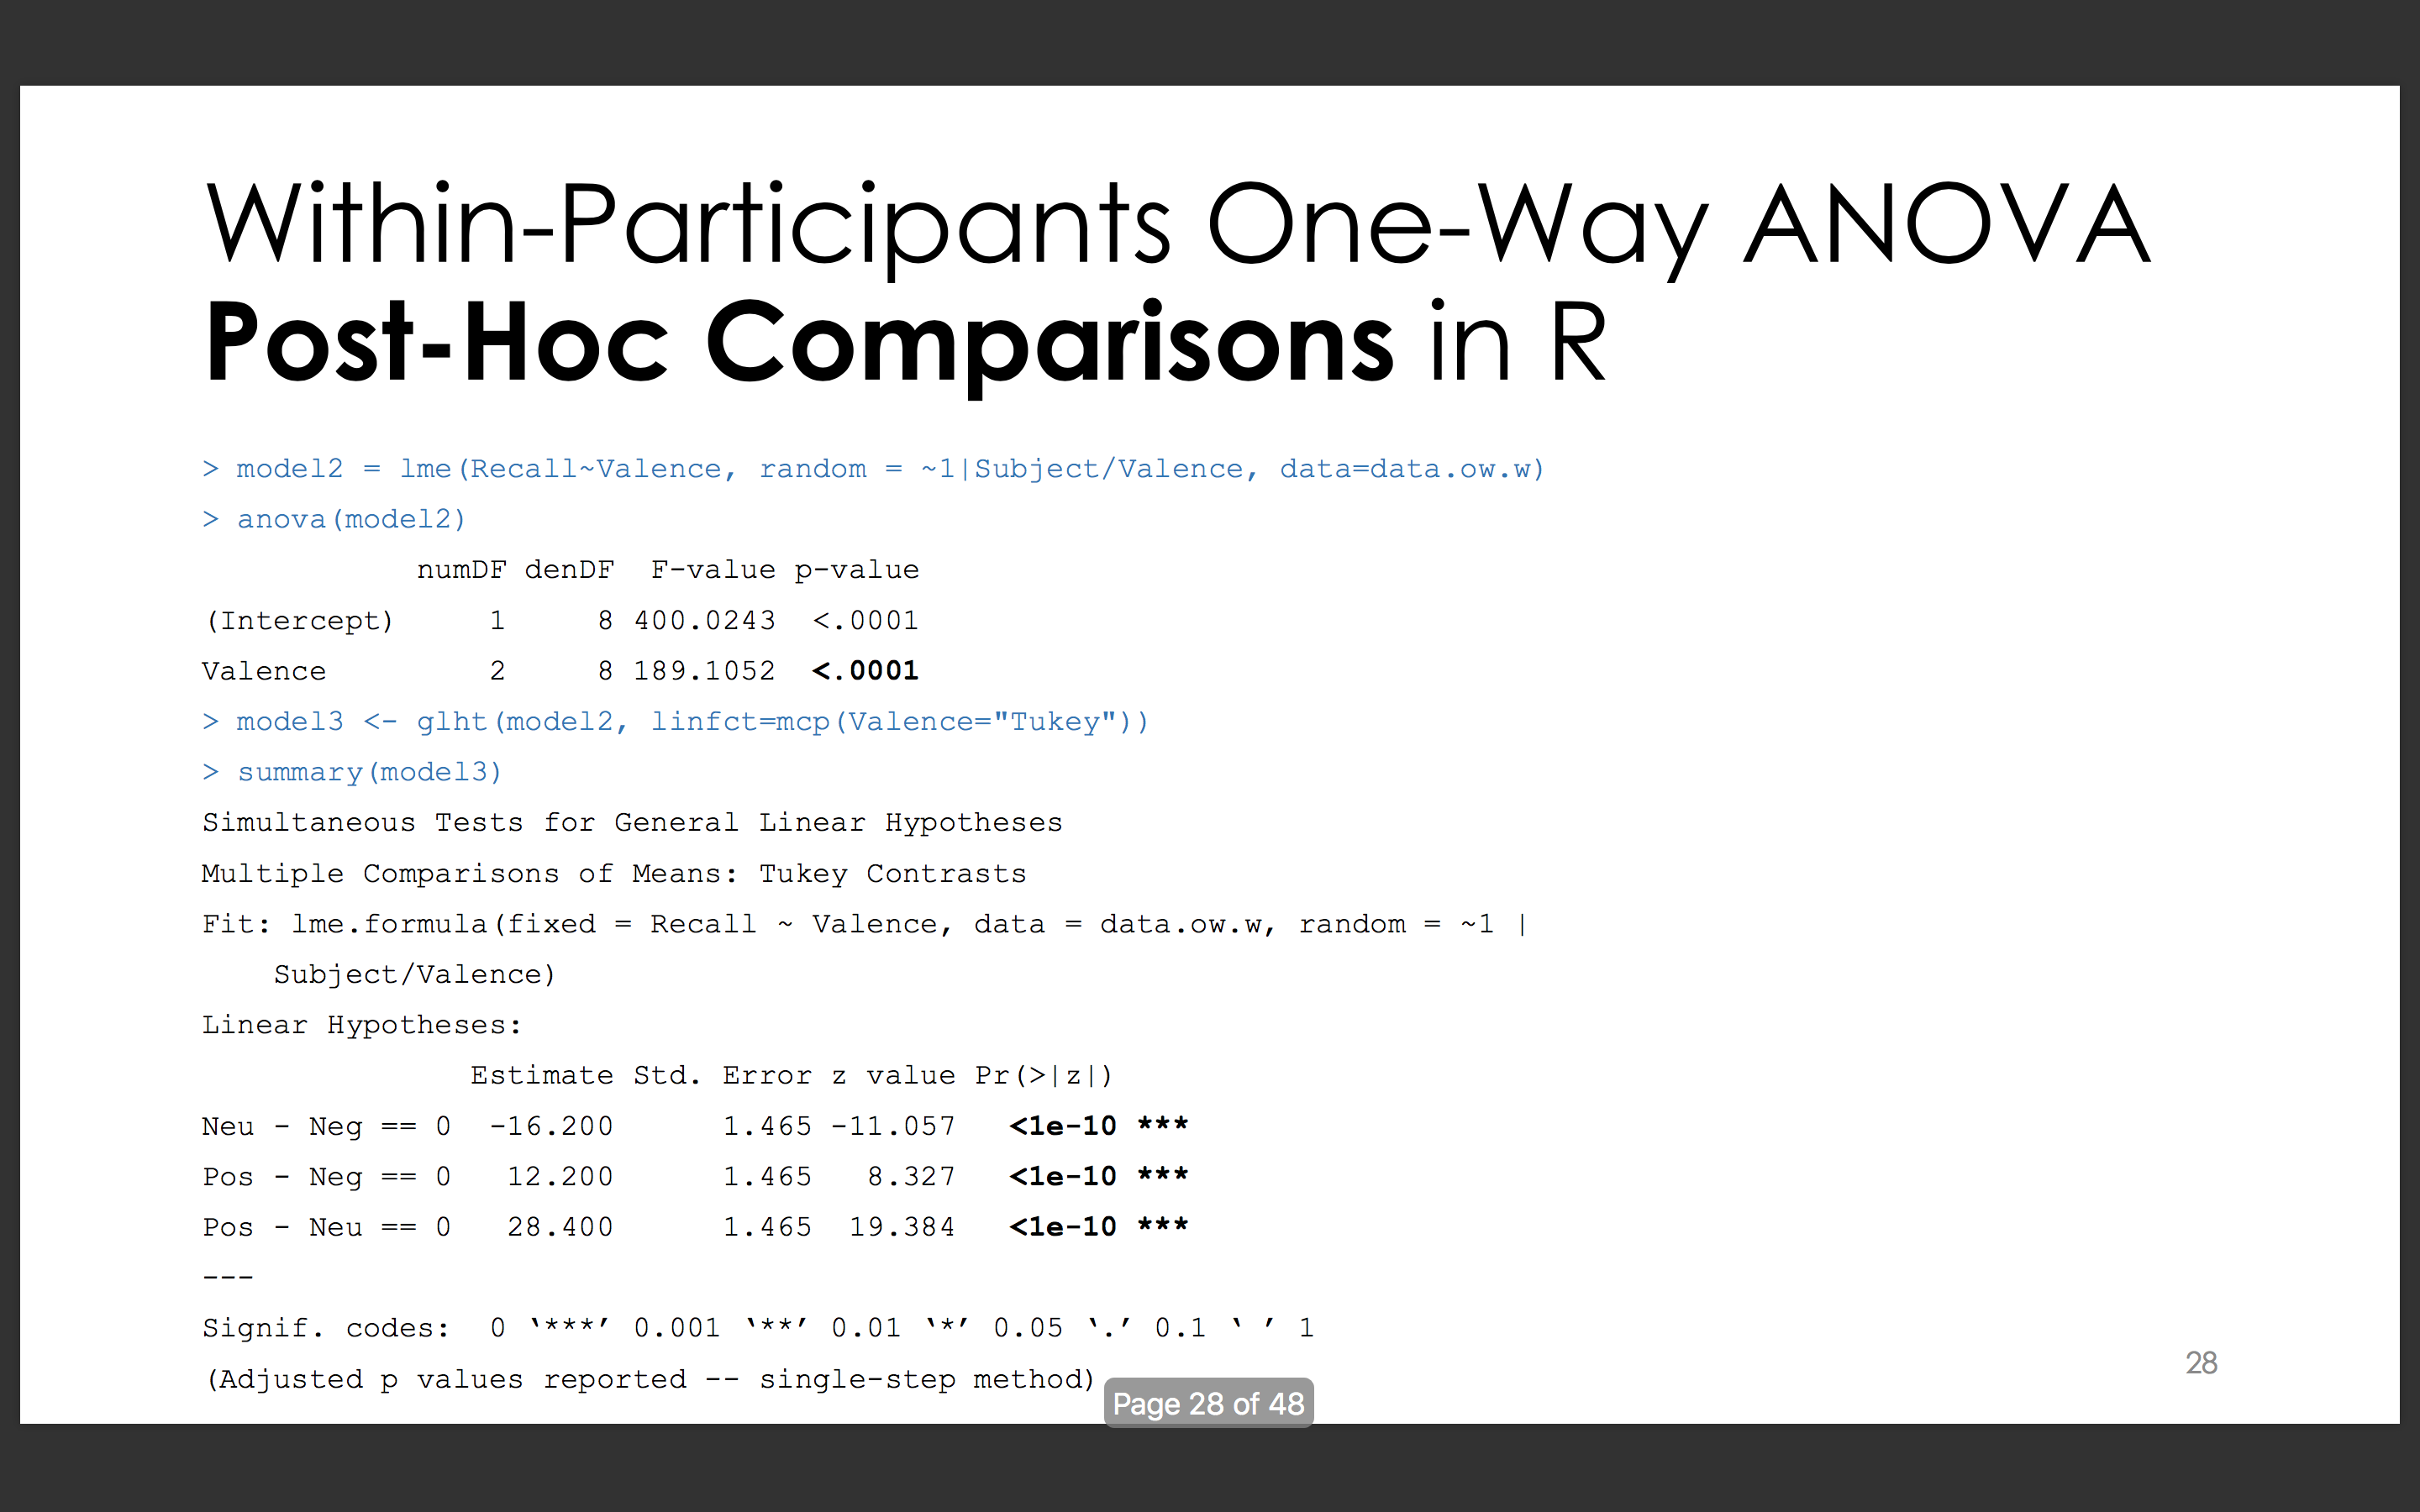 Within-Participants One-Way ANOVA
Post-Hoc Comparisons in R
> model2 = lme(Recall~Valence, random = ~1|Subject/Valence, data=data.ow.w)
> anova(model2)
            numDF denDF  F-value p-value
(Intercept)     1     8 400.0243  <.0001
Valence         2     8 189.1052  <.0001
> model3 <- glht(model2, linfct=mcp(Valence="Tukey"))
> summary(model3)
Simultaneous Tests for General Linear Hypotheses
Multiple Comparisons of Means: Tukey Contrasts
Fit: lme.formula(fixed = Recall ~ Valence, data = data.ow.w, random = ~1 |
    Subject/Valence)
Linear Hypotheses:
               Estimate Std. Error z value Pr(>|z|)
Neu - Neg == 0  -16.200      1.465 -11.057   <1e-10 ***
Pos - Neg == 0   12.200      1.465   8.327   <1e-10 ***
Pos - Neu == 0   28.400      1.465  19.384   <1e-10 ***
---
Signif. codes:  0 ‘***’ 0.001 ‘**’ 0.01 ‘*’ 0.05 ‘.’ 0.1 ‘ ’ 1
(Adjusted p values reported -- single-step method)
28
Page 28 of 48